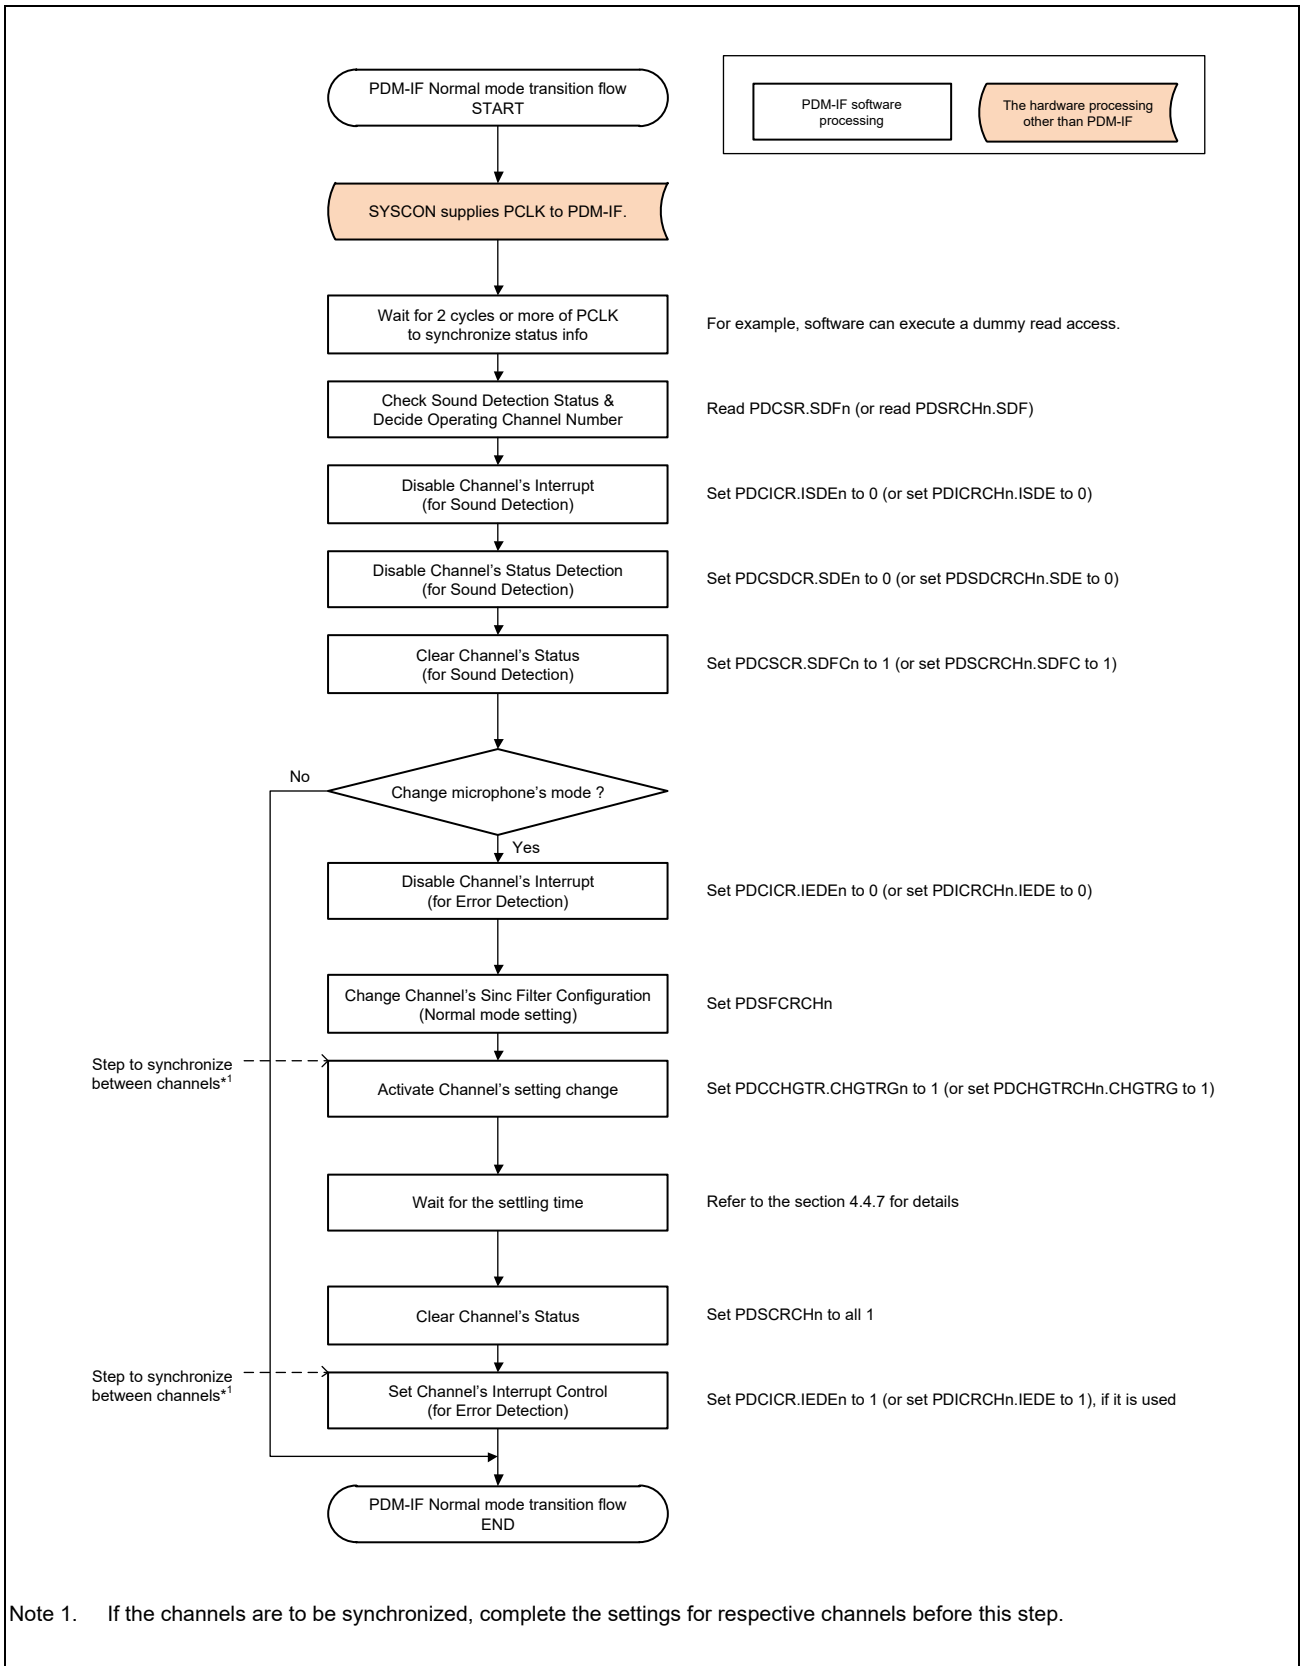 PDM-IF Normal mode transition flow
START
PDM-IF software
processing
The hardware processing
other than PDM-IF
SYSCON supplies PCLK to PDM-IF.
Wait for 2 cycles or more of PCLK
to synchronize status info
For example, software can execute a dummy read access.
Check Sound Detection Status &
Decide Operating Channel Number
Read PDCSR.SDFn (or read PDSRCHn.SDF)
Disable Channel's Interrupt
(for Sound Detection)
Set PDCICR.ISDEn to 0 (or set PDICRCHn.ISDE to 0)
Disable Channel's Status Detection
(for Sound Detection)
Set PDCSDCR.SDEn to 0 (or set PDSDCRCHn.SDE to 0)
Clear Channel's Status
(for Sound Detection)
Set PDCSCR.SDFCn to 1 (or set PDSCRCHn.SDFC to 1)
Change microphone's mode ?
No
Yes
Disable Channel's Interrupt
(for Error Detection)
Set PDCICR.IEDEn to 0 (or set PDICRCHn.IEDE to 0)
Change Channel's Sinc Filter Configuration
(Normal mode setting)
Set PDSFCRCHn
Step to synchronize
between channels*1
Activate Channel's setting change
Set PDCCHGTR.CHGTRGn to 1 (or set PDCHGTRCHn.CHGTRG to 1)
Wait for the settling time
Refer to the section 4.4.7 for details
Clear Channel's Status
Set PDSCRCHn to all 1
Step to synchronize
between channels*1
Set Channel's Interrupt Control
(for Error Detection)
Set PDCICR.IEDEn to 1 (or set PDICRCHn.IEDE to 1), if it is used
PDM-IF Normal mode transition flow
END
Note 1. If the channels are to be synchronized, complete the settings for respective channels before this step.